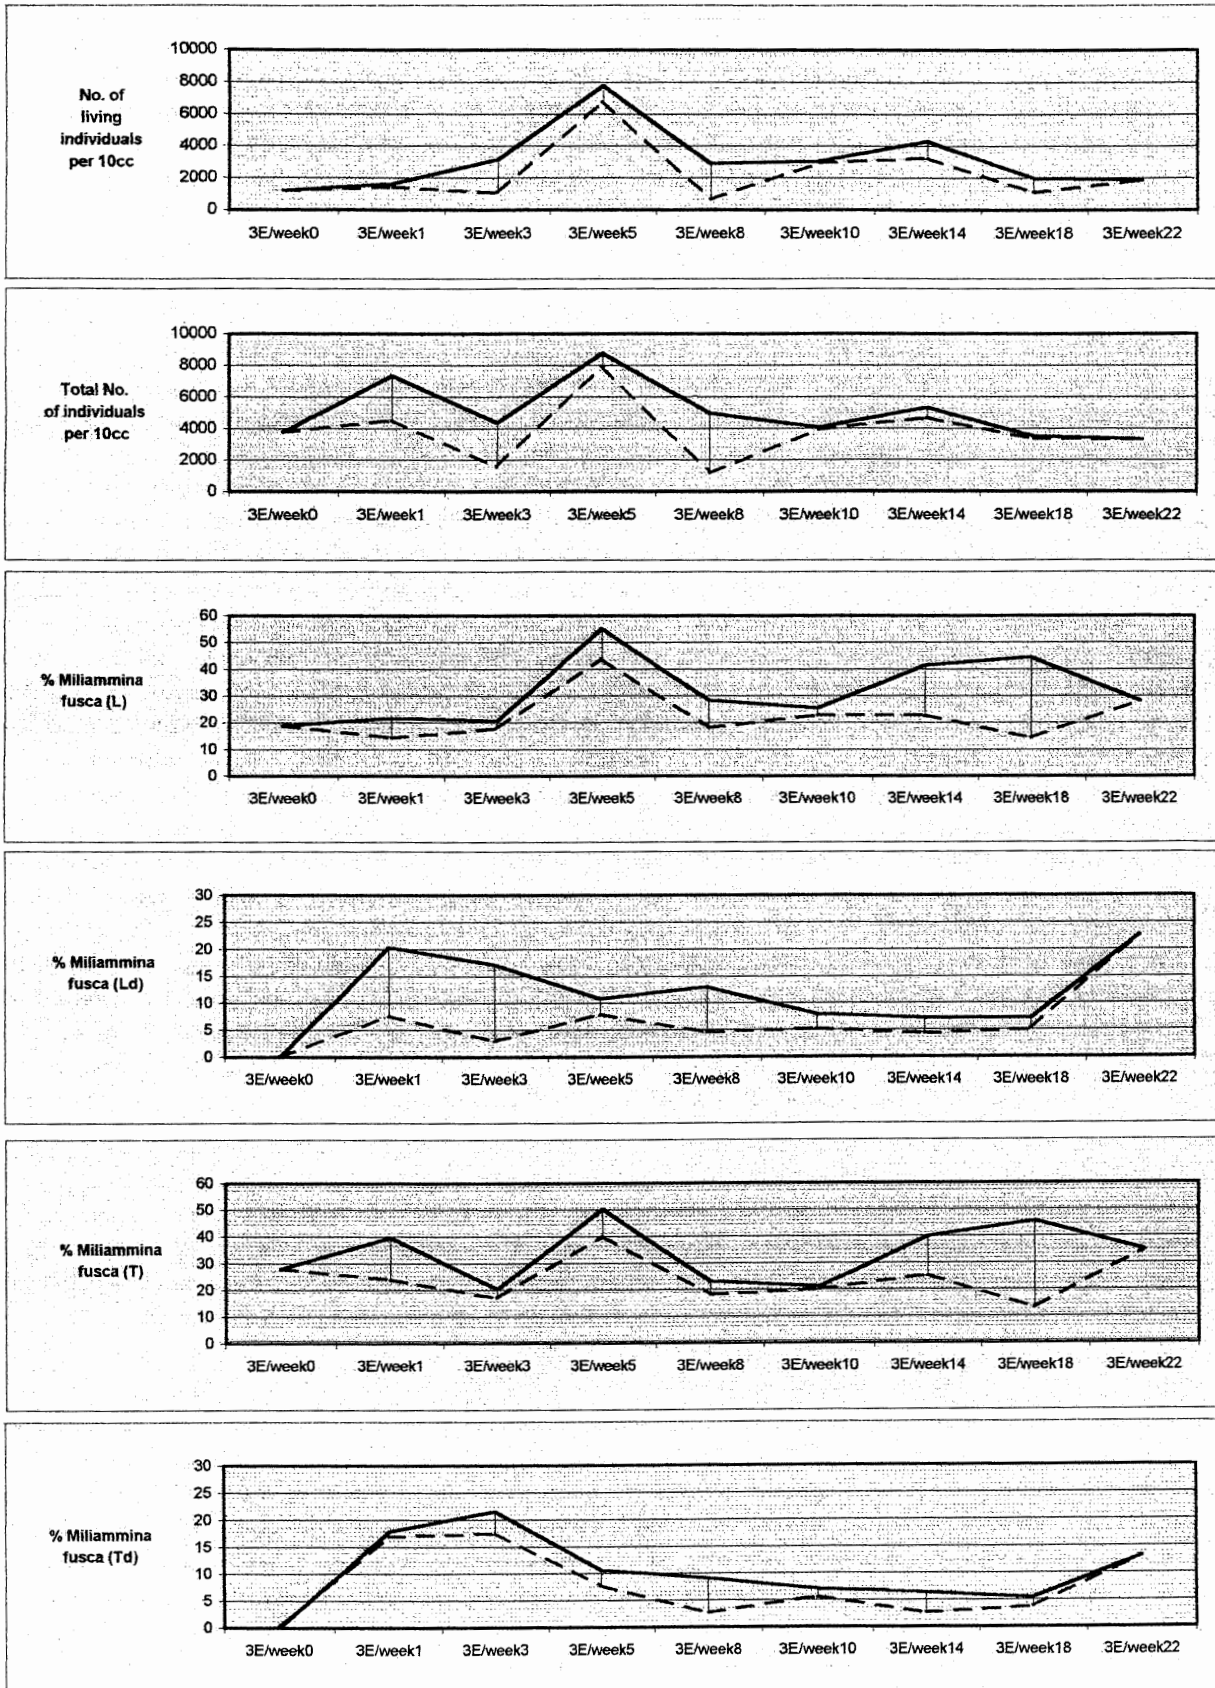 No. of
living
individuals
per 10cc
10000
8000
6000
4000
2000
0
3E/week0 3E/week1 3E/week3 3E/week5 3E/week8 3E/week10 3E/week14 3E/week18 3E/week22
Total No.
of individuals
per 10cc
10000
8000
6000
4000
2000
0
3E/week0 3E/week1 3E/week3 3E/week5 3E/week8 3E/week10 3E/week14 3E/week18 3E/week22
% Miliammina
fusca (L)
60
50
40
30
20
10
0
3E/week0 3E/week1 3E/week3 3E/week5 3E/week8 3E/week10 3E/week14 3E/week18 3E/week22
% Miliammina
fusca (Ld)
30
25
20
15
10
5
0
3E/week0 3E/week1 3E/week3 3E/week5 3E/week8 3E/week10 3E/week14 3E/week18 3E/week22
% Miliammina
fusca (T)
60
50
40
30
20
10
0
3E/week0 3E/week1 3E/week3 3E/week5 3E/week8 3E/week10 3E/week14 3E/week18 3E/week22
% Miliammina
fusca (Td)
30
25
20
15
10
5
0
3E/week0 3E/week1 3E/week3 3E/week5 3E/week8 3E/week10 3E/week14 3E/week18 3E/week22